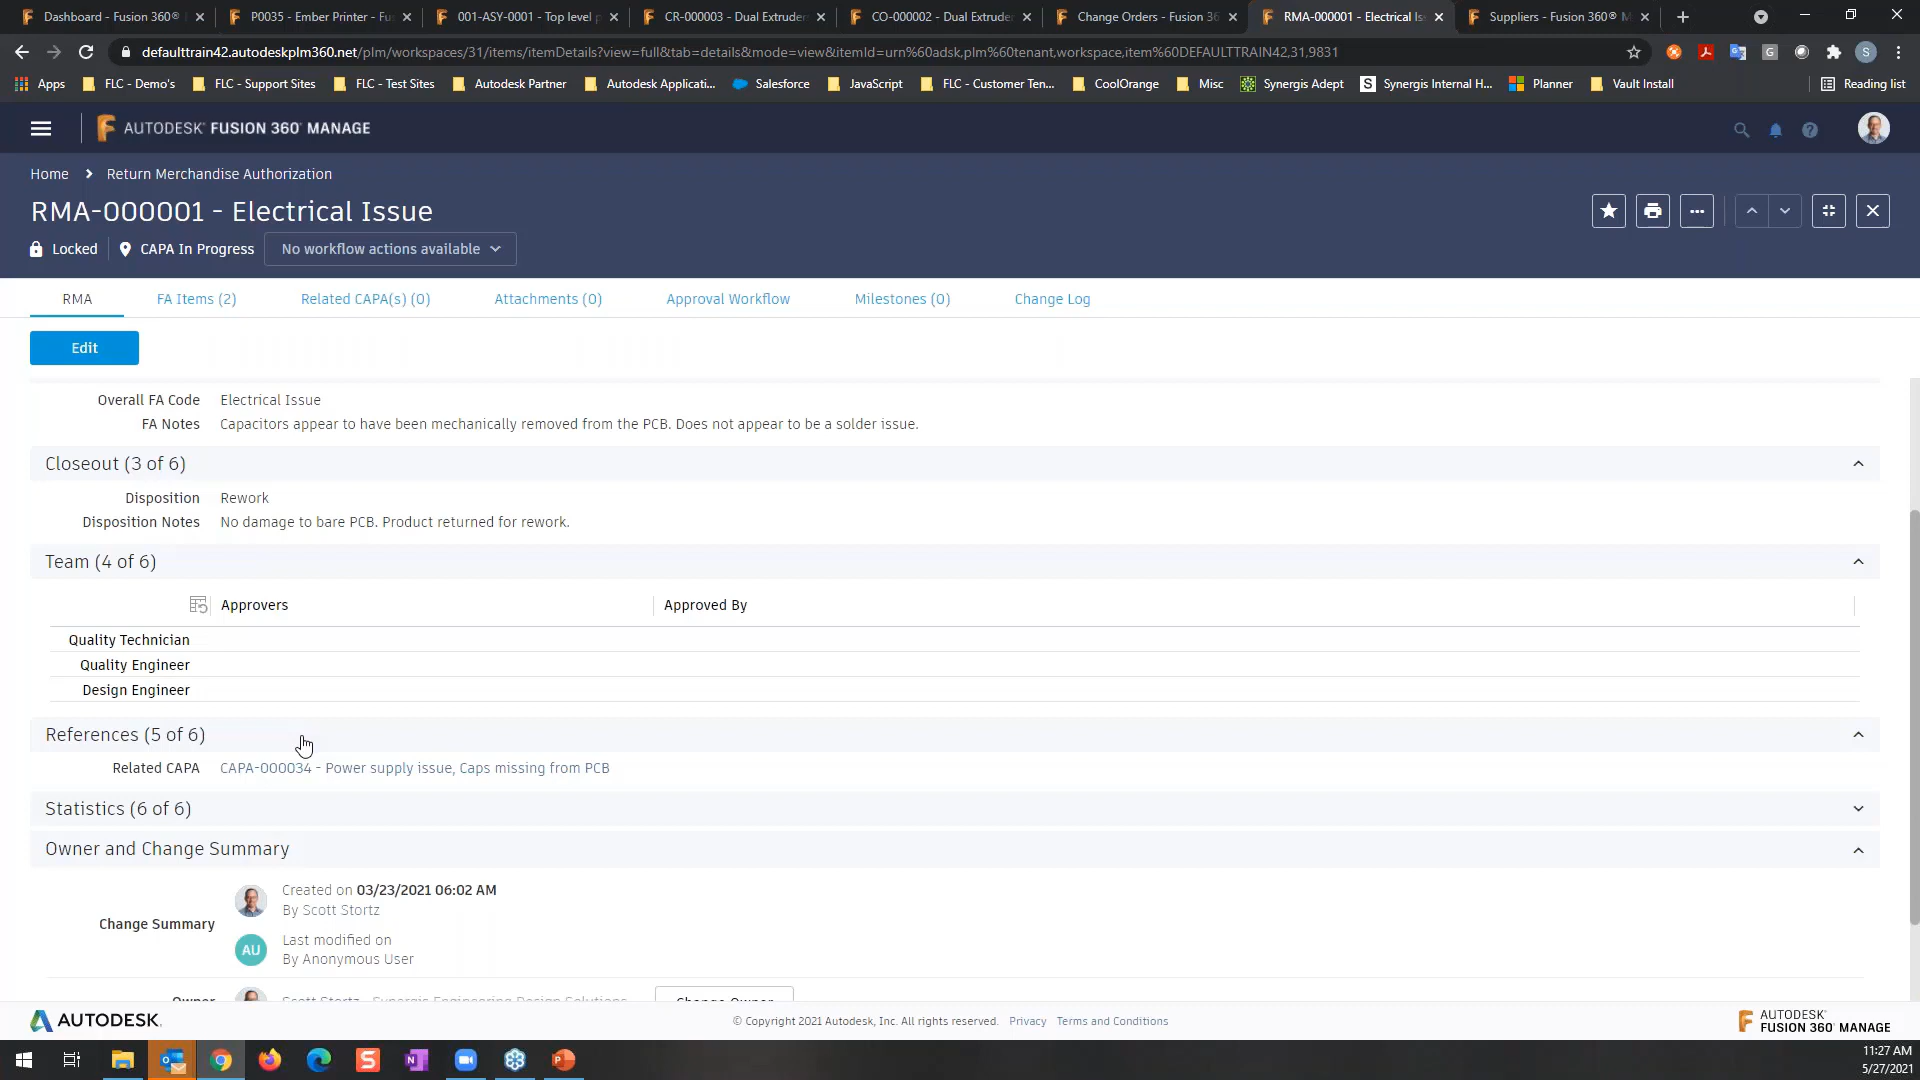 Dashboard - Fusion 360®
P0035 - Ember Printer - Fu
001-ASY-0001 - Top level p
CR-000003 - Dual Extruder
CO-000002 - Dual Extruder
Change Orders - Fusion 36
RMA-000001 - Electrical Is
Suppliers - Fusion 360® M
defaulttrain42.autodeskplm360.net/plm/workspaces/31/items/itemDetails?view=full&tab=details&mode=view&itemId=urn%60adsk,plm%60tenant,workspace,item%60DEFAULTTRAIN42,31,9831
S
Apps
FLC - Demo's
FLC - Support Sites
FLC - Test Sites
Autodesk Partner
Autodesk Applicati...
Salesforce
JavaScript
FLC - Customer Ten...
CoolOrange
Misc
Synergis Adept
Synergis Internal H...
Planner
Vault Install
Reading list
AUTODESK® FUSION 360® MANAGE
Home
Return Merchandise Authorization
RMA-000001 - Electrical Issue
Locked
CAPA In Progress
No workflow actions available
RMA
FA Items (2)
Related CAPA(s) (0)
Attachments (0)
Approval Workflow
Milestones (0)
Change Log
Edit
Overall FA Code Electrical Issue
FA Notes Capacitors appear to have been mechanically removed from the PCB. Does not appear to be a solder issue.
Closeout (3 of 6)
Disposition Rework
Disposition Notes No damage to bare PCB. Product returned for rework.
Team (4 of 6)
Approvers Approved By
Quality Technician
Quality Engineer
Design Engineer
References (5 of 6)
Related CAPA CAPA-000034 - Power supply issue, Caps missing from PCB
Statistics (6 of 6)
Owner and Change Summary
Created on 03/23/2021 06:02 AM
By Scott Stortz
Change Summary
Last modified on
AU
By Anonymous User
Owner Scott Stortz - Synergis Engineering Design Solutions Change Owner
AUTODESK.
© Copyright 2021 Autodesk, Inc. All rights reserved. Privacy Terms and Conditions
AUTODESK®
FUSION 360® MANAGE
11:27 AM
5/27/2021